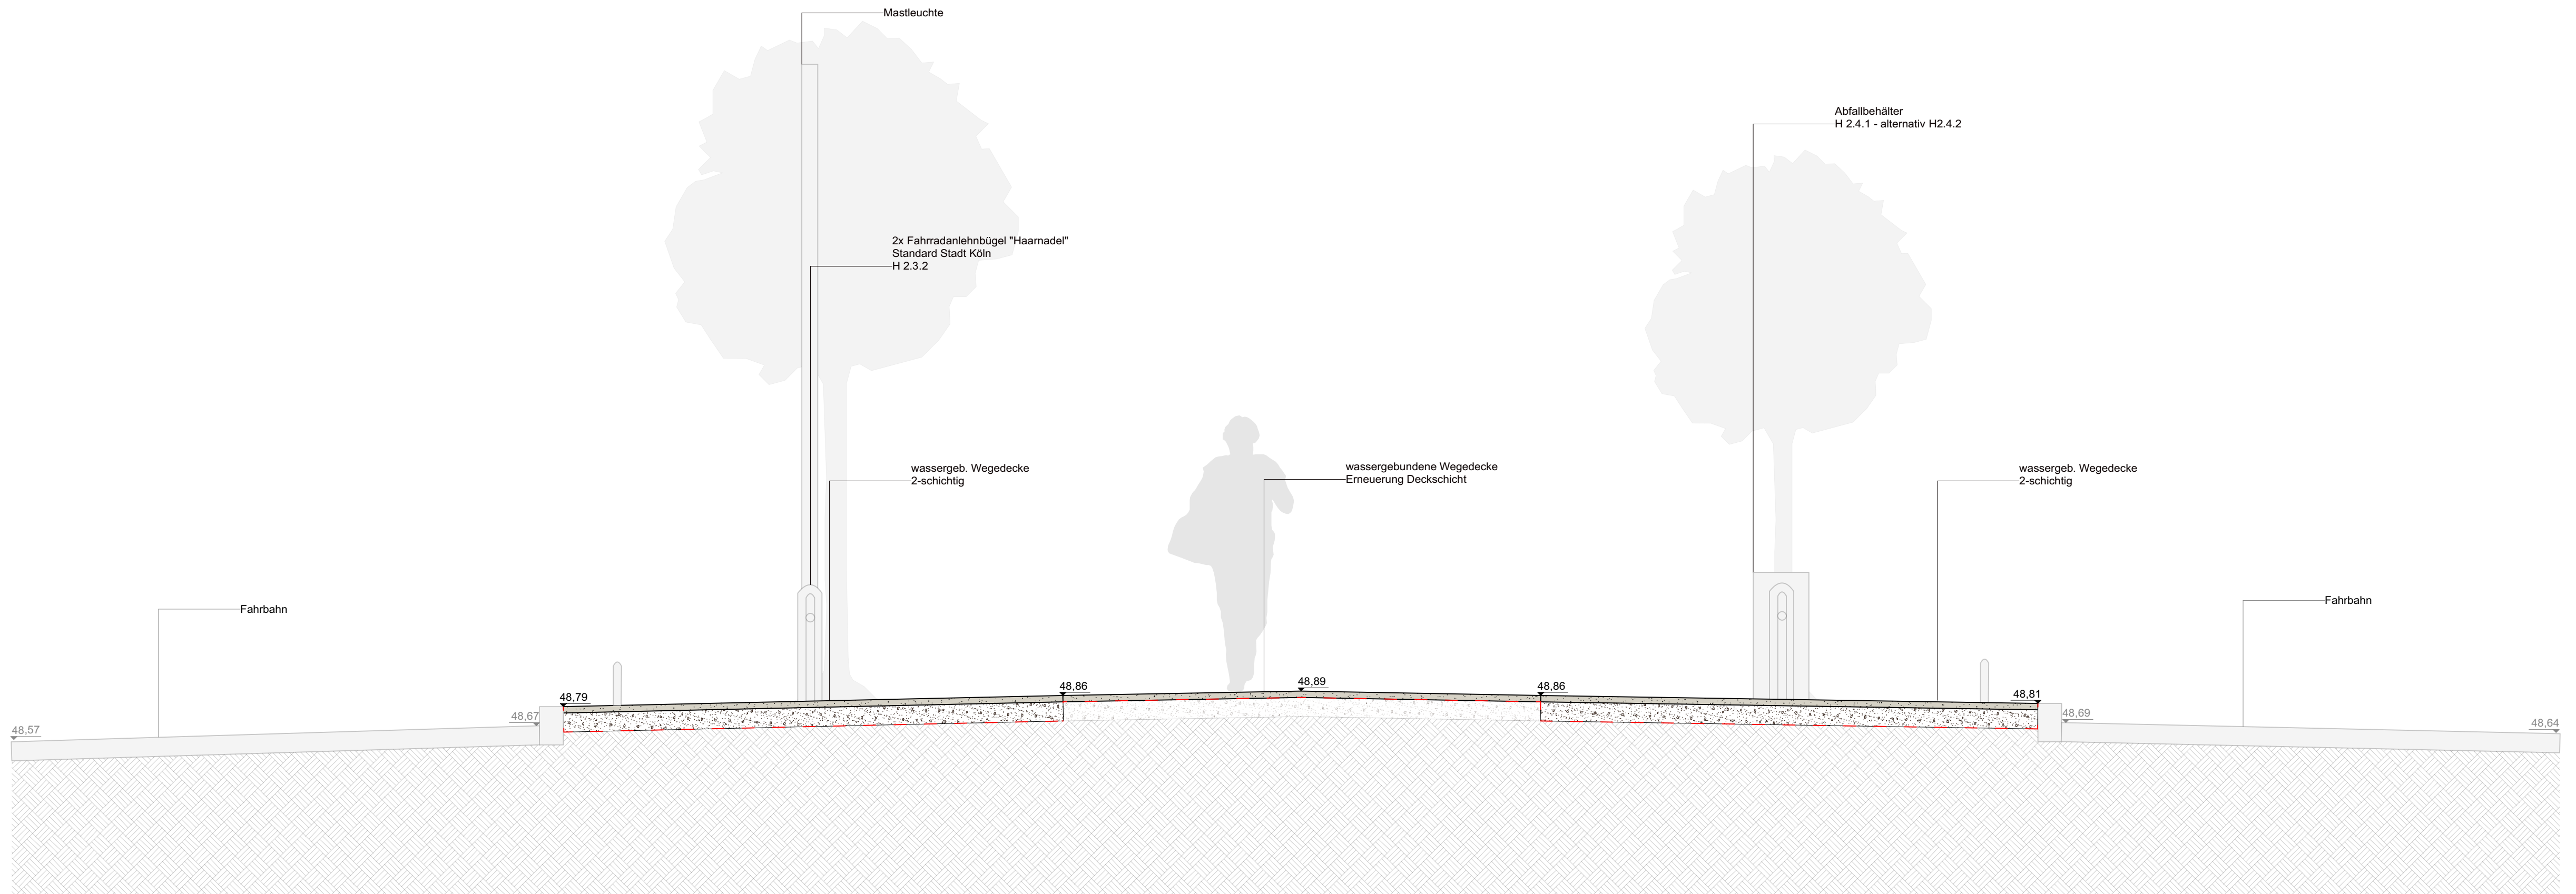 Mastleuchte
Abfallbehälter
H 2.4.1 - alternativ H2.4.2
2x Fahrradanlehnbügel "Haarnadel"
Standard Stadt Köln
H 2.3.2
wassergeb. Wegedecke
2-schichtig
wassergebundene Wegedecke
Erneuerung Deckschicht
wassergeb. Wegedecke
2-schichtig
Fahrbahn
Fahrbahn
48,57
48,67
48,79
48,86
48,89
48,86
48,81
48,69
48,64